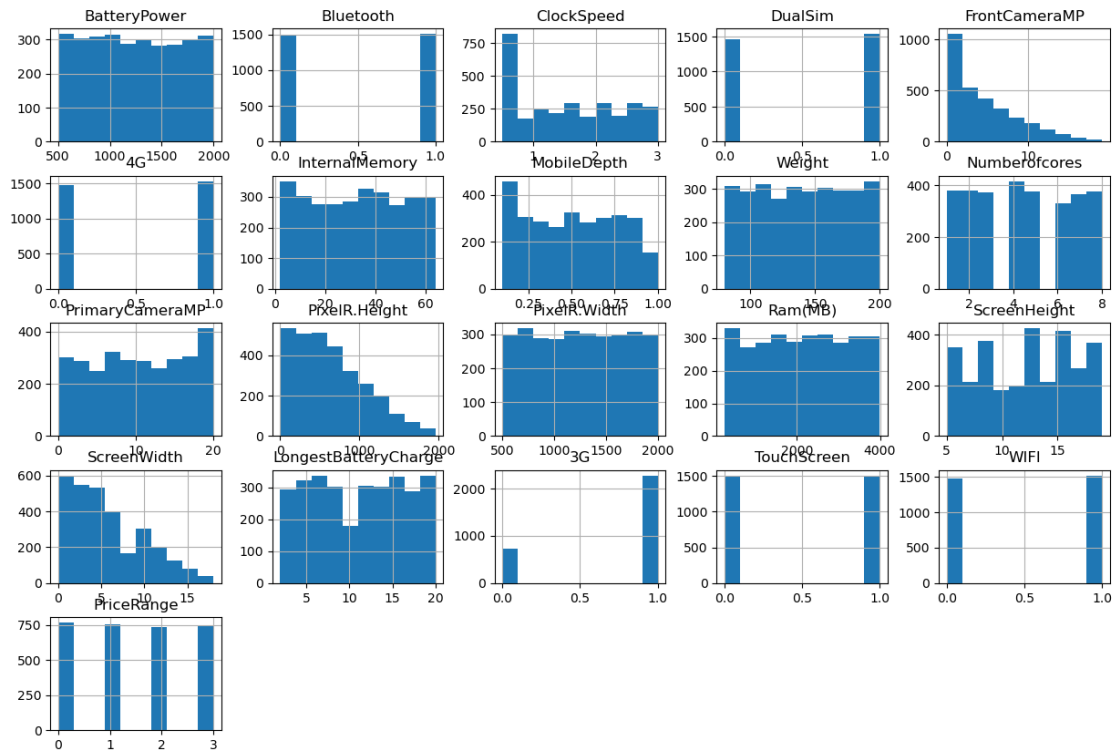 BatteryPower Bluetooth ClockSpeed DualSim FrontCameraMP
300 200 100 0
1500 1000 500 0
750 500 250 0
1500 1000 500 0
1000 500 0
500 1000 1500 2000
0.0 0.5 1.0
1 2 3
0.0 0.5 1.0
0 10
4G InternalMemory MobileDepth Weight Numberofcores
1500 1000 500 0
300 200 100 0
400 200 0
300 200 100 0
400 200 0
0.0 0.5 1.0
0 20 40 60
0.25 0.50 0.75 1.00
100 150 200
2 4 6 8
PrimaryCameraMP PixelR.Height PixelR.Width Ram(MB) ScreenHeight
400 200 0
400 200 0
300 200 100 0
300 200 100 0
400 200 0
0 10 20
0 1000 2000
500 1000 1500 2000
2000 4000
5 10 15
ScreenWidth LongestBatteryCharge 3G TouchScreen WIFI
600 400 200 0
300 200 100 0
2000 1000 0
1500 1000 500 0
1500 1000 500 0
0 5 10 15
5 10 15 20
0.0 0.5 1.0
0.0 0.5 1.0
0.0 0.5 1.0
PriceRange
750 500 250 0
0 1 2 3